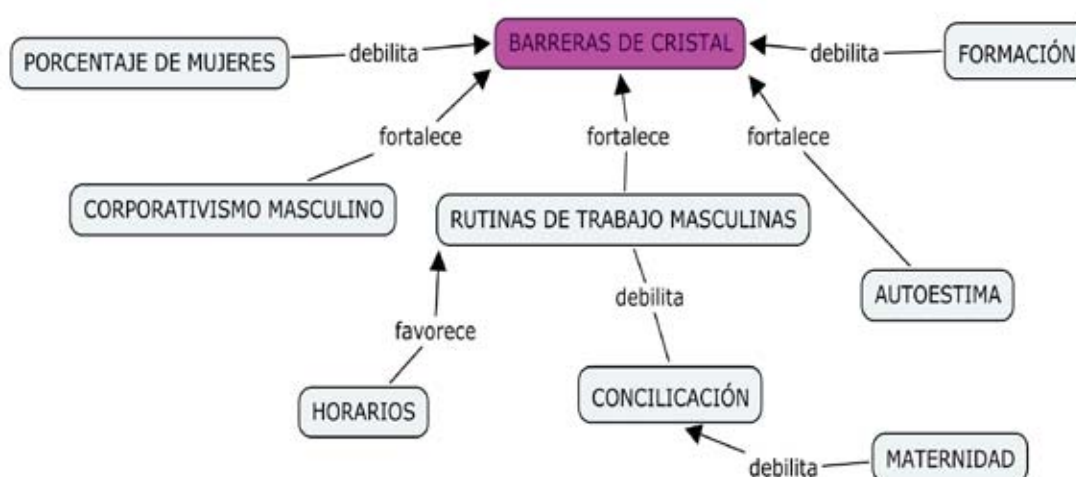 BARRERAS DE CRISTAL
PORCENTAJE DE MUJERES
debilita
debilita
FORMACIÓN
fortalece
fortalece
fortalece
CORPORATIVISMO MASCULINO
RUTINAS DE TRABAJO MASCULINAS
debilita
AUTOESTIMA
favorece
HORARIOS
CONCILICACIÓN
debilita
MATERNIDAD